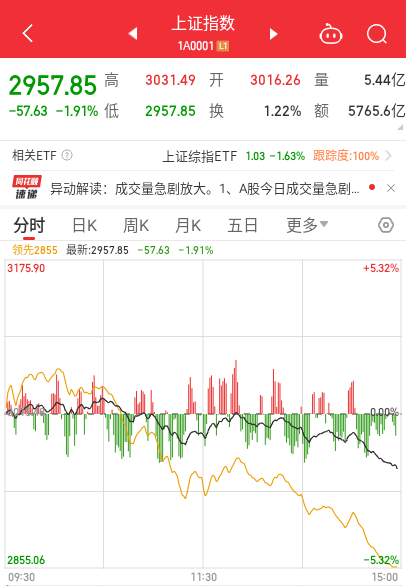 上证指数
1A0001 L1
2957.85 高 3031.49 开 3016.26 量 5.44亿
-57.63 -1.91% 低 2957.85 换 1.22% 额 5765.6亿
相关ETF ? 上证综指ETF 1.03 -1.63% 跟踪度:100%
同花顺
速递
异动解读：成交量急剧放大。1、A股今日成交量急剧...
分时 日K 周K 月K 五日 更多
领先2855 最新:2957.85 -57.63 -1.91%
3175.90 +5.32%
0.00%
2855.06 -5.32%
09:30 11:30 15:00